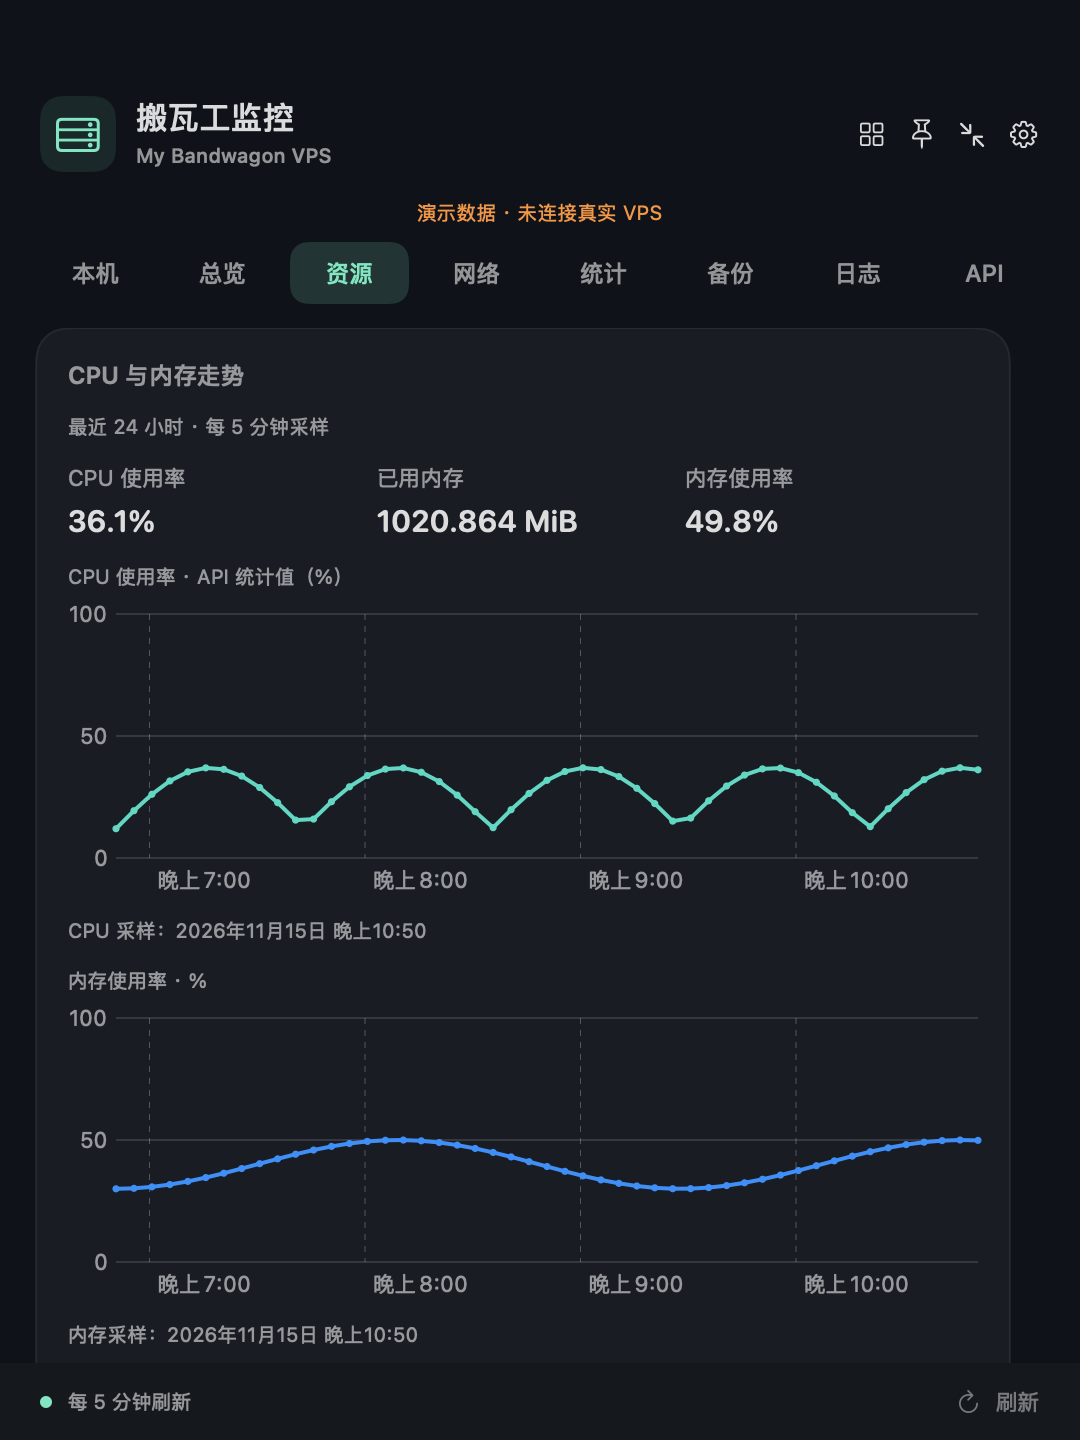 搬瓦工监控
My Bandwagon VPS
演示数据 · 未连接真实 VPS
本机 总览 资源 网络 统计 备份 日志 API
CPU 与内存走势
最近 24 小时 · 每 5 分钟采样
CPU 使用率 已用内存 内存使用率
36.1% 1020.864 MiB 49.8%
CPU 使用率 · API 统计值（%）
100
50
0
晚上7:00 晚上8:00 晚上9:00 晚上10:00
CPU 采样：2026年11月15日 晚上10:50
内存使用率 · %
100
50
0
晚上7:00 晚上8:00 晚上9:00 晚上10:00
内存采样：2026年11月15日 晚上10:50
每 5 分钟刷新 刷新